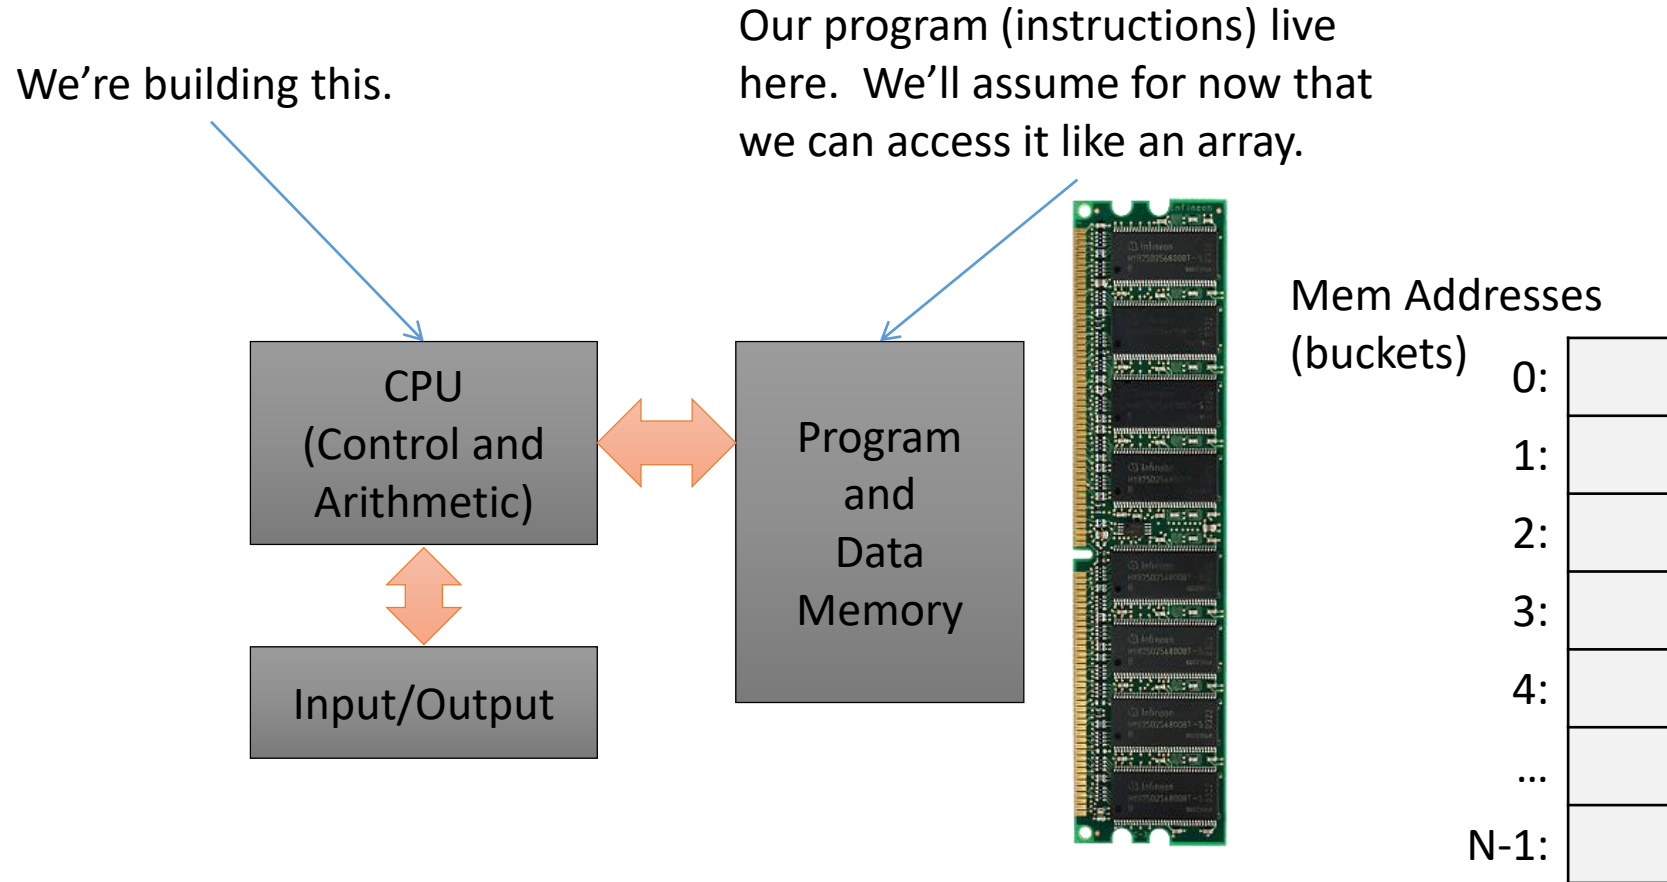 Our program (instructions) live
here.  We'll assume for now that
we can access it like an array.
We're building this.
CPU
(Control and
Arithmetic)
Program
and
Data
Memory
Input/Output
Mem Addresses
(buckets)
0:
1:
2:
3:
4:
…
N-1:
Infineon